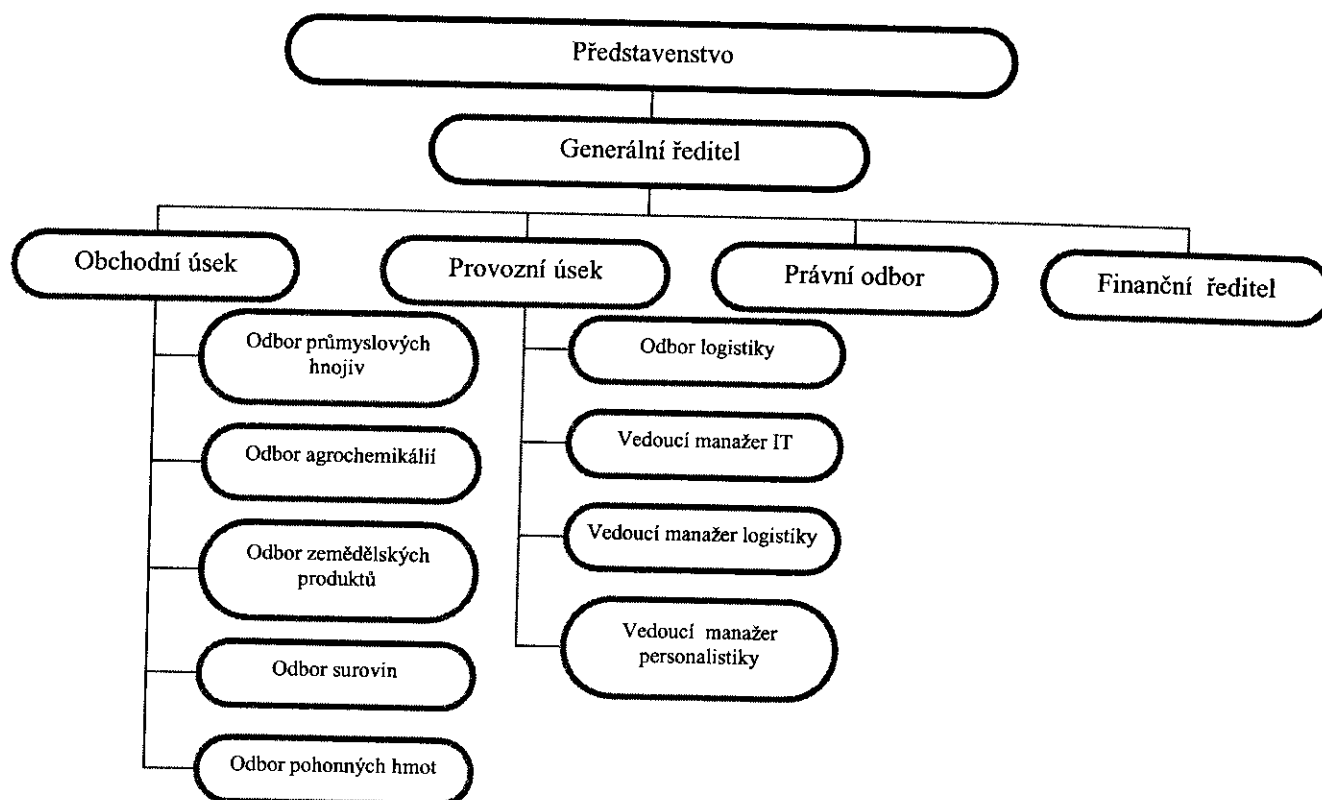 Představenstvo
Generální ředitel
Obchodní úsek
Provozní úsek
Právní odbor
Finanční ředitel
Odbor průmyslových
hnojiv
Odbor agrochemikálií
Odbor zemědělských
produktů
Odbor surovin
Odbor pohonných hmot
Odbor logistiky
Vedoucí manažer IT
Vedoucí manažer logistiky
Vedoucí manažer
personalistiky